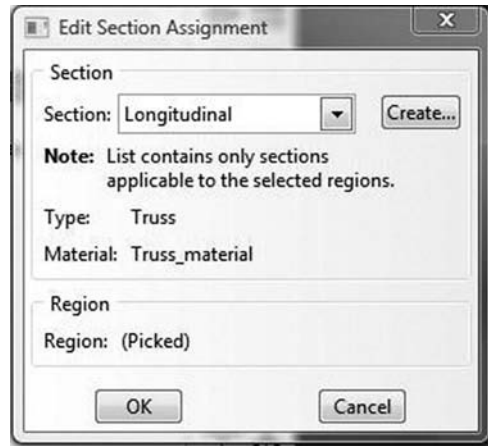 Edit Section Assignment
X
Section
Section: Longitudinal
Create...
Note: List contains only sections
applicable to the selected regions.
Type: Truss
Material: Truss_material
Region
Region: (Picked)
OK Cancel